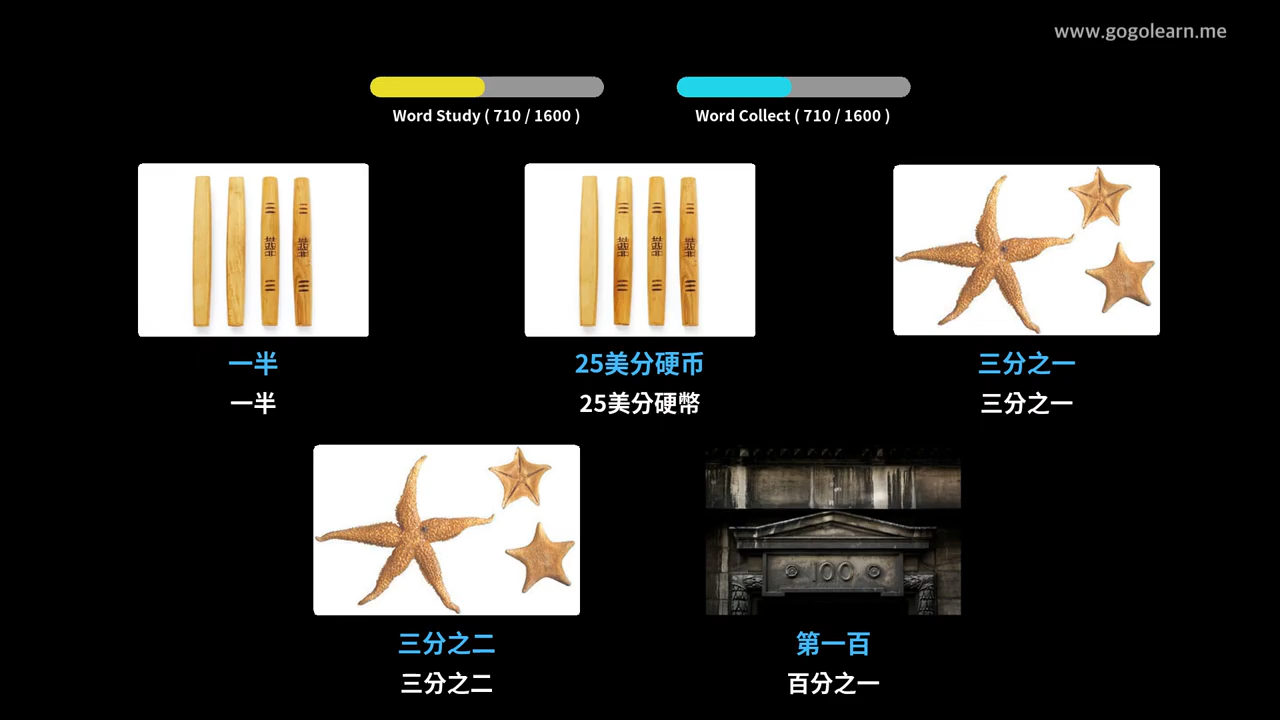 www.gogolearn.me
Word Study ( 710 / 1600 )
Word Collect ( 710 / 1600 )
一半
一半
25美分硬币
25美分硬幣
三分之一
三分之一
三分之二
三分之二
100
第一百
百分之一